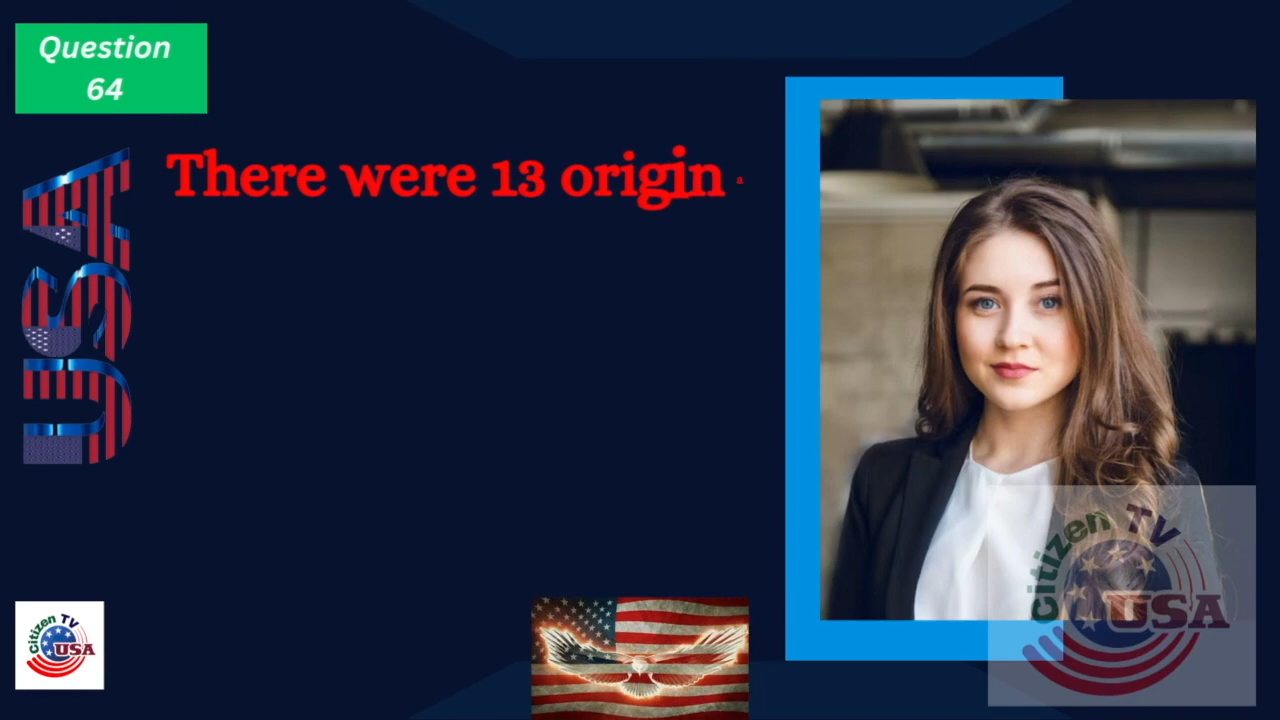 Question
64
There were 13 origin
USA
Citizen TV
USA
Citizen TV
USA